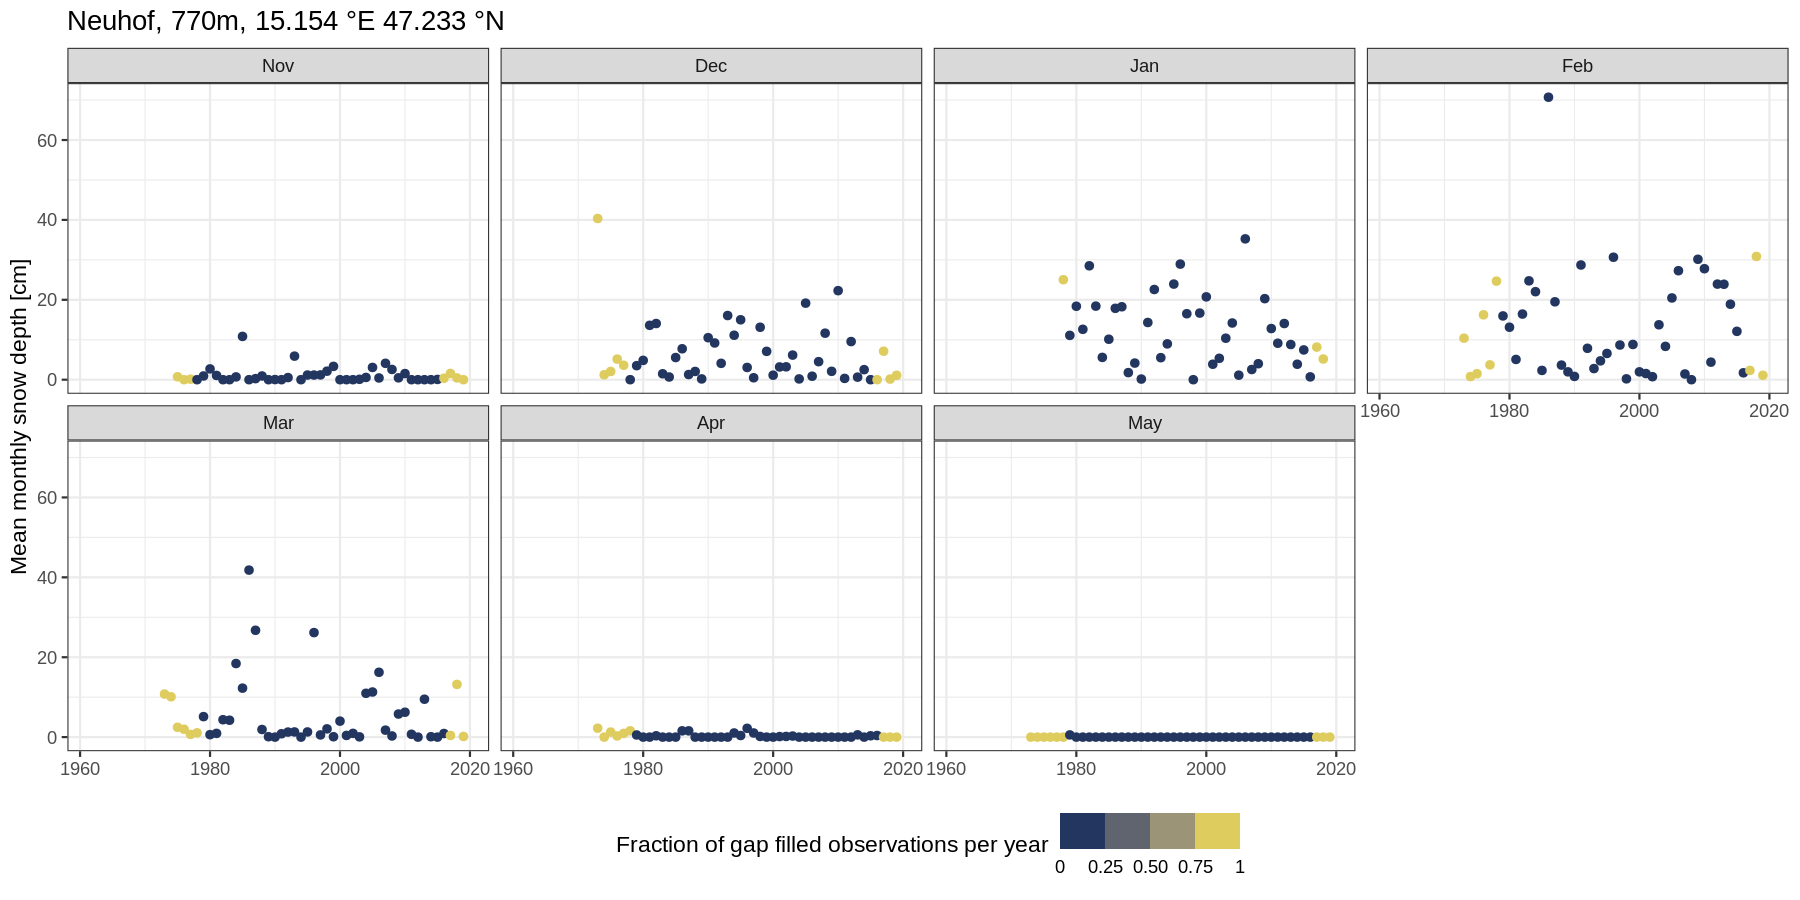 Neuhof, 770m, 15.154 °E 47.233 °N
Nov Dec Jan Feb
60
40
20
0
1960 1980 2000 2020
Mar Apr May
60
40
20
0
1960 1980 2000 2020 1960 1980 2000 2020 1960 1980 2000 2020
Mean monthly snow depth [cm]
Fraction of gap filled observations per year
0 0.25 0.50 0.75 1